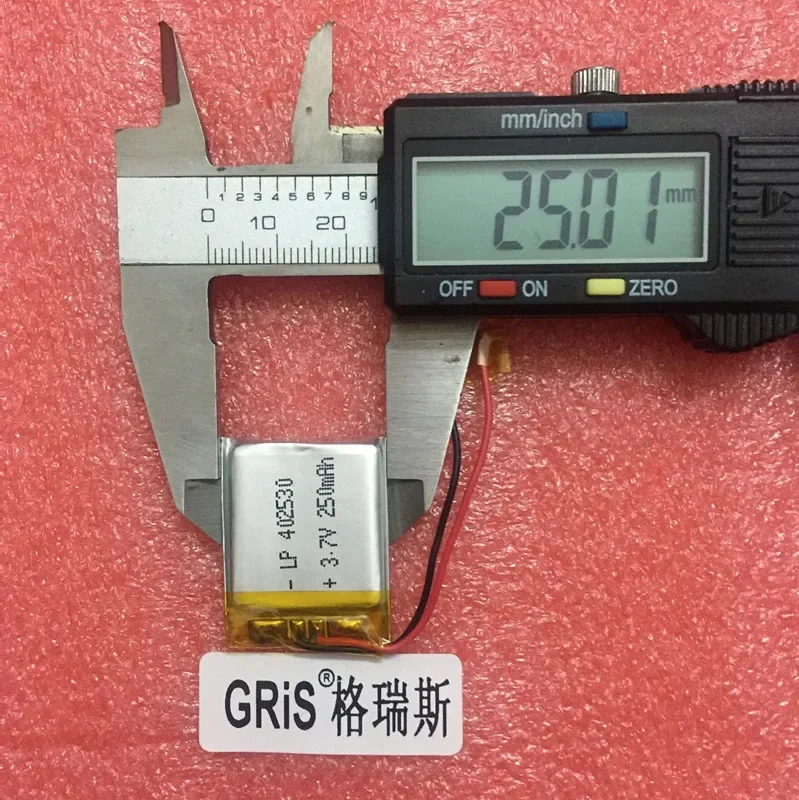 mm/inch
25.01 mm
1 2 3 4 5 6 7 8 9 1
0 10 20
OFF ON ZERO
- LP 402530
+ 3.7V 250mAh
GRiS® 格瑞斯